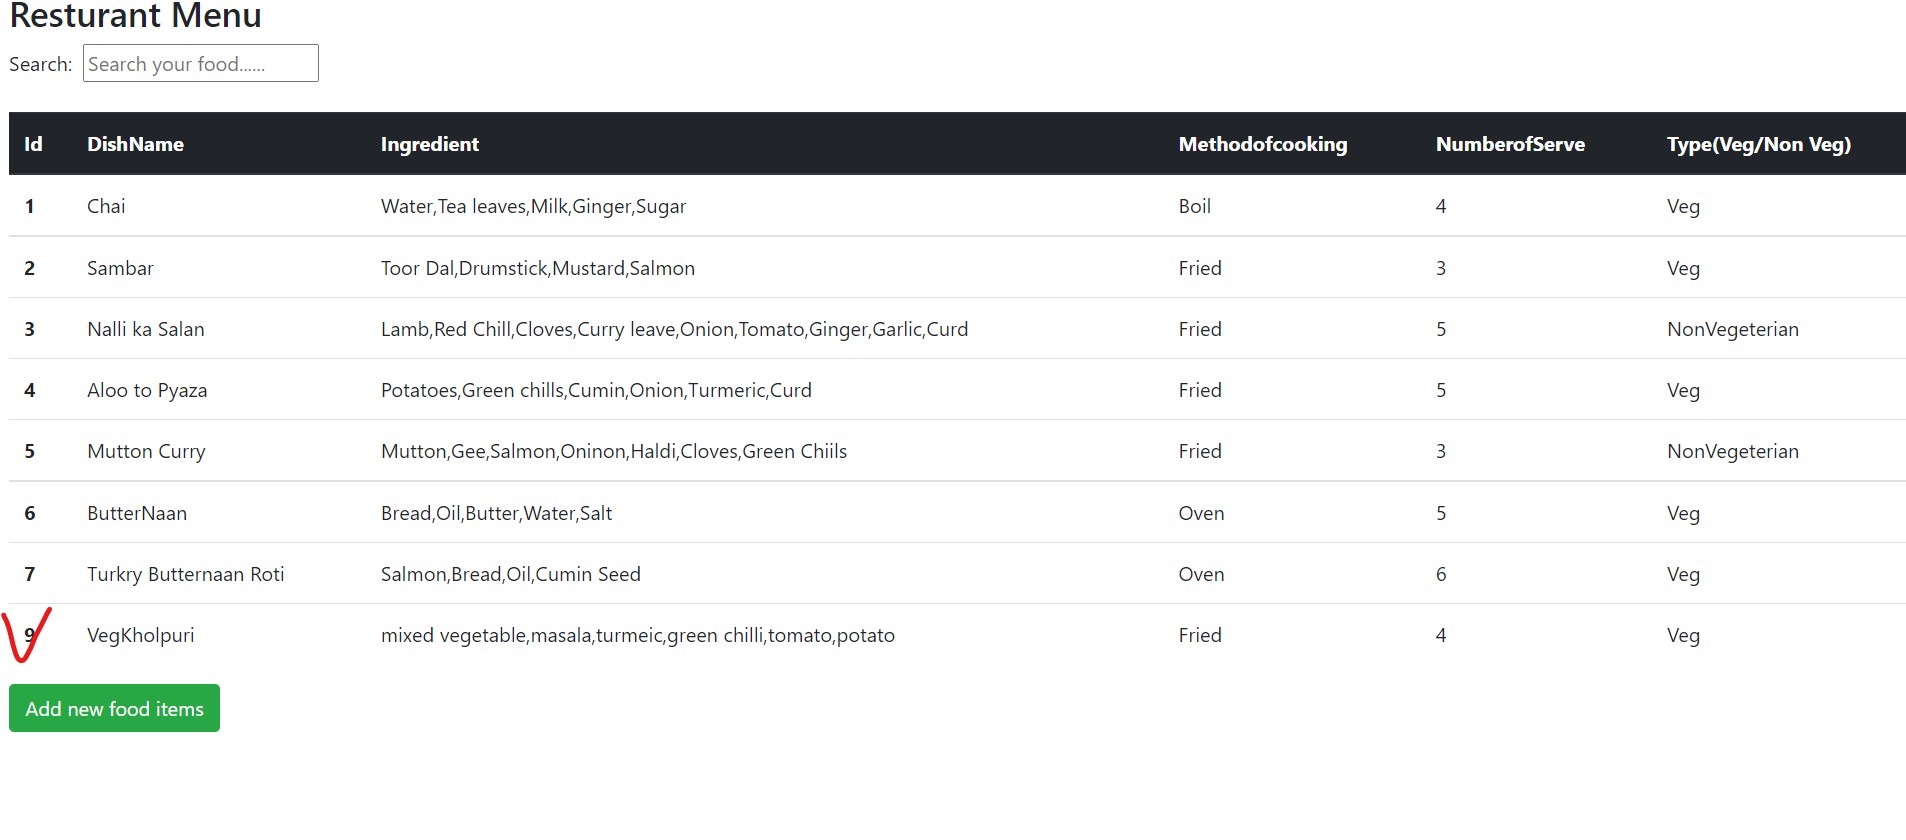 Resturant Menu
Search: Search your food......
Id DishName Ingredient Methodofcooking NumberofServe Type(Veg/Non Veg)
1 Chai Water,Tea leaves,Milk,Ginger,Sugar Boil 4 Veg
2 Sambar Toor Dal,Drumstick,Mustard,Salmon Fried 3 Veg
3 Nalli ka Salan Lamb,Red Chill,Cloves,Curry leave,Onion,Tomato,Ginger,Garlic,Curd Fried 5 NonVegeterian
4 Aloo to Pyaza Potatoes,Green chills,Cumin,Onion,Turmeric,Curd Fried 5 Veg
5 Mutton Curry Mutton,Gee,Salmon,Oninon,Haldi,Cloves,Green Chiils Fried 3 NonVegeterian
6 ButterNaan Bread,Oil,Butter,Water,Salt Oven 5 Veg
7 Turkry Butternaan Roti Salmon,Bread,Oil,Cumin Seed Oven 6 Veg
9 VegKholpuri mixed vegetable,masala,turmeic,green chilli,tomato,potato Fried 4 Veg
Add new food items